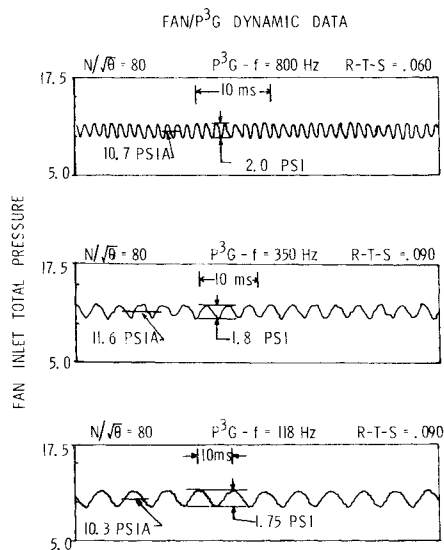 FAN/P³G DYNAMIC DATA
N/√θ = 80 P³G - f = 800 Hz R-T-S = .060
17.5
10 ms
10.7 PSIA
2.0 PSI
5.0
N/√θ = 80 P³G - f = 350 Hz R-T-S = .090
17.5
10 ms
11.6 PSIA
1.8 PSI
5.0
N/√θ = 80 P³G - f = 118 Hz R-T-S = .090
17.5
10ms
10.3 PSIA
1.75 PSI
5.0
FAN INLET TOTAL PRESSURE